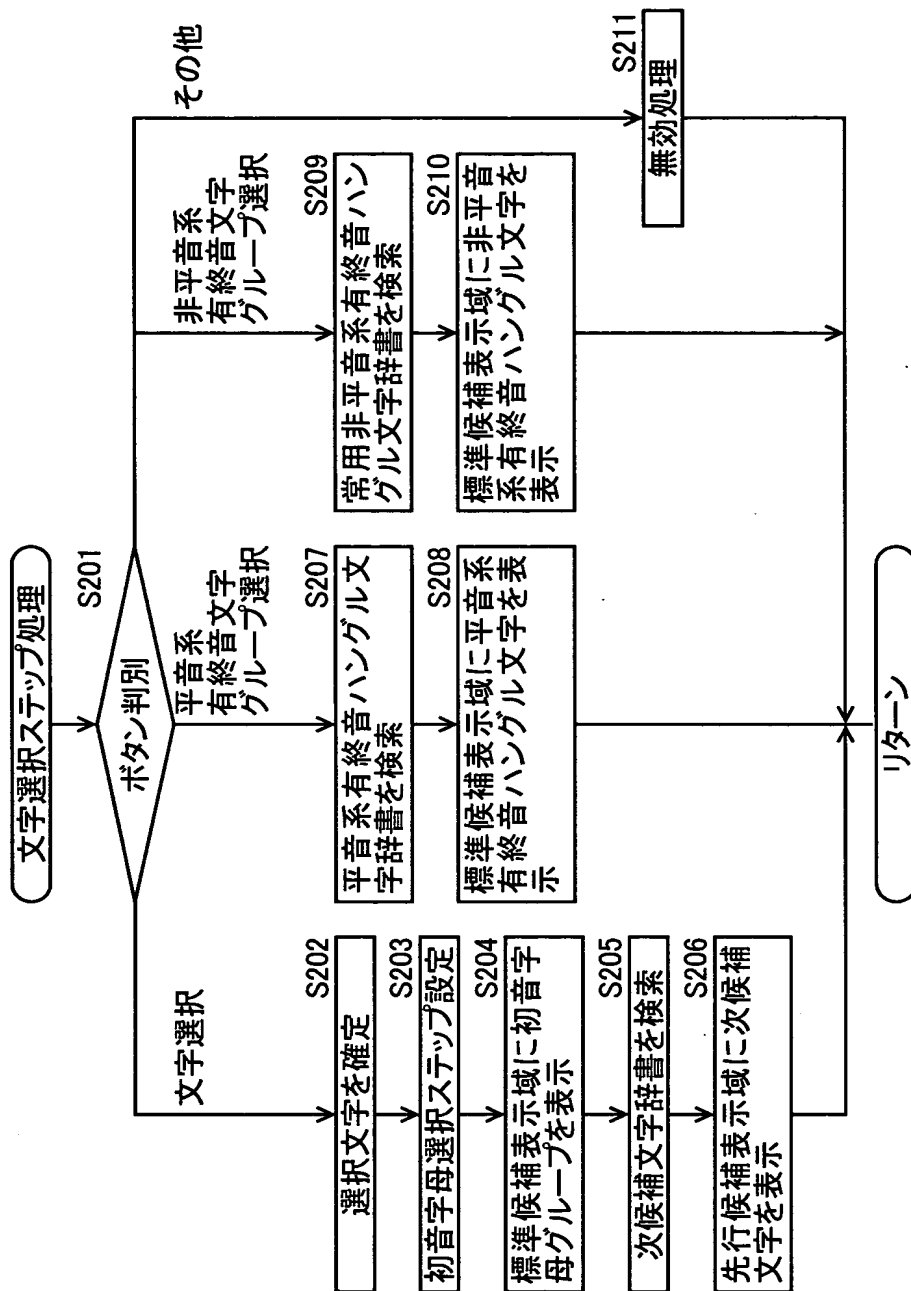 文字選択ステップ処理
S201
ボタン判別
文字選択
平音系
有終音文字
グループ選択
非平音系
有終音文字
グループ選択
その他
S202
選択文字を確定
S203
初音字母選択ステップ設定
S204
標準候補表示域に初音字
母グループを表示
S205
次候補文字辞書を検索
S206
先行候補表示域に次候補
文字を表示
S207
平音系有終音ハングル文
字辞書を検索
S208
標準候補表示域に平音系
有終音ハングル文字を表
示
S209
常用非平音系有終音ハン
グル文字辞書を検索
S210
標準候補表示域に非平音
系有終音ハングル文字を
表示
S211
無効処理
リターン